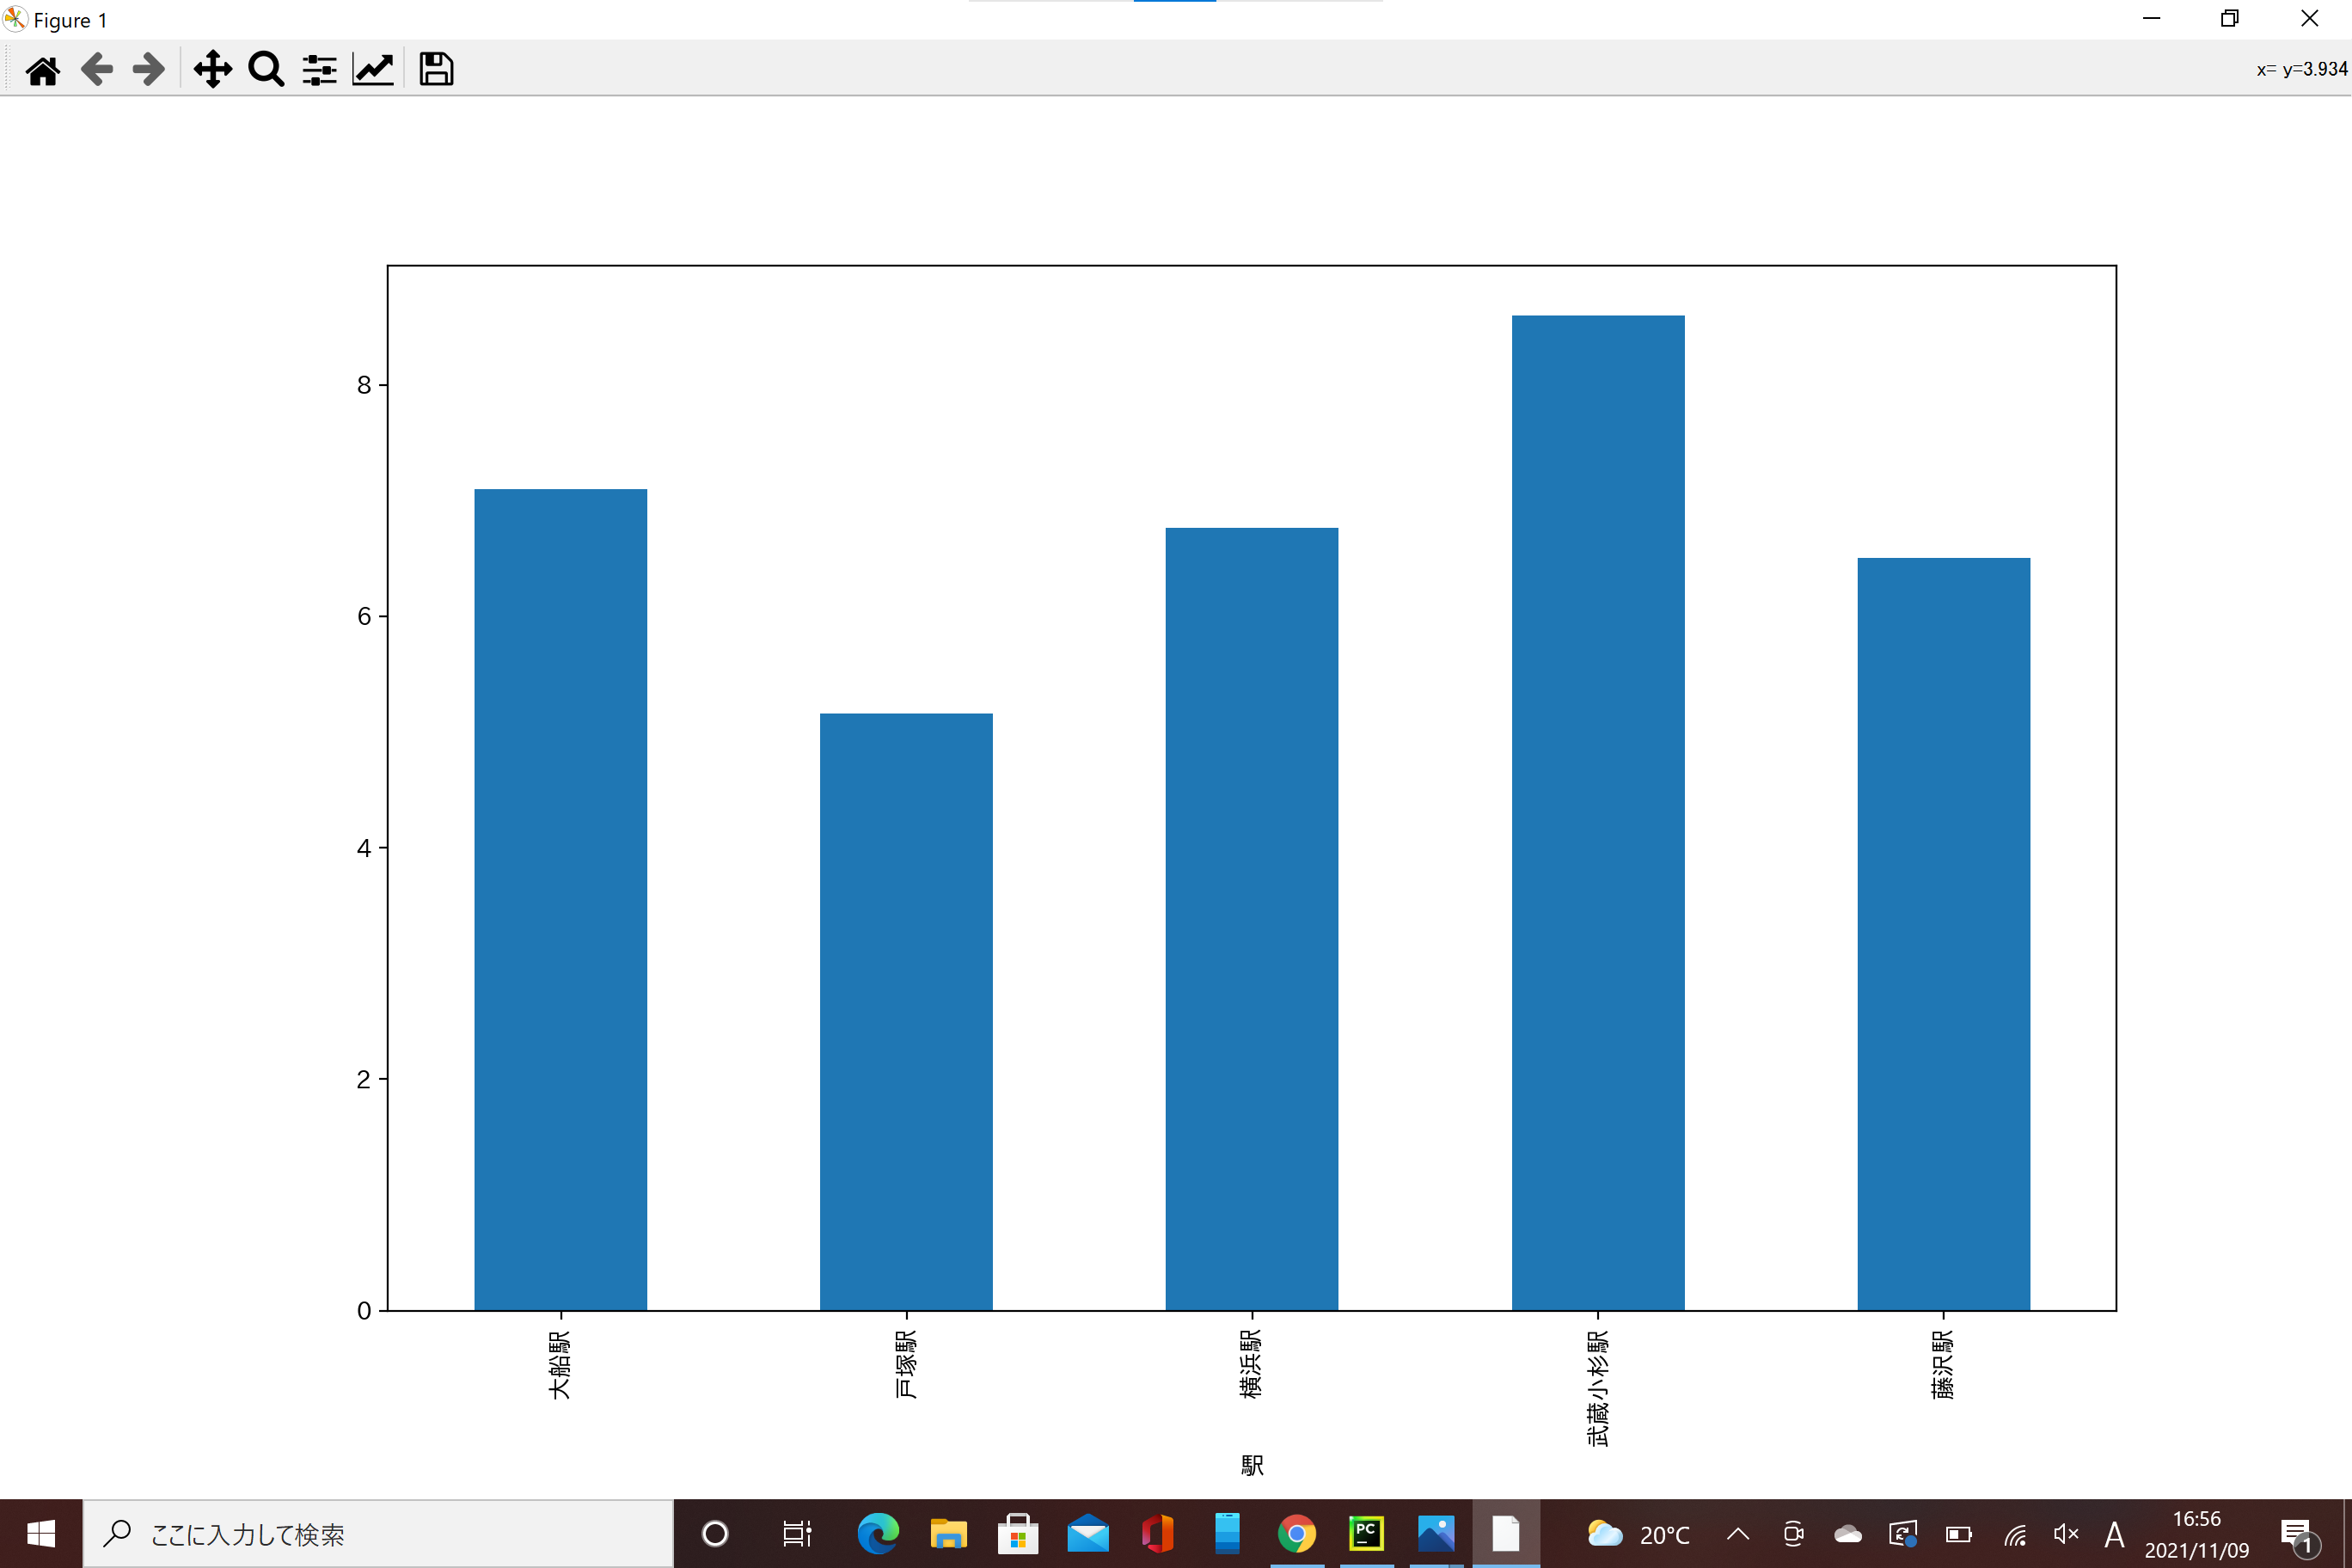 Figure 1
x= y=3.934
8
6
4
2
0
大船駅
戸塚駅
横浜駅
武蔵小杉駅
藤沢駅
駅
ここに入力して検索
PC
20°C
A
16:56
2021/11/09
1